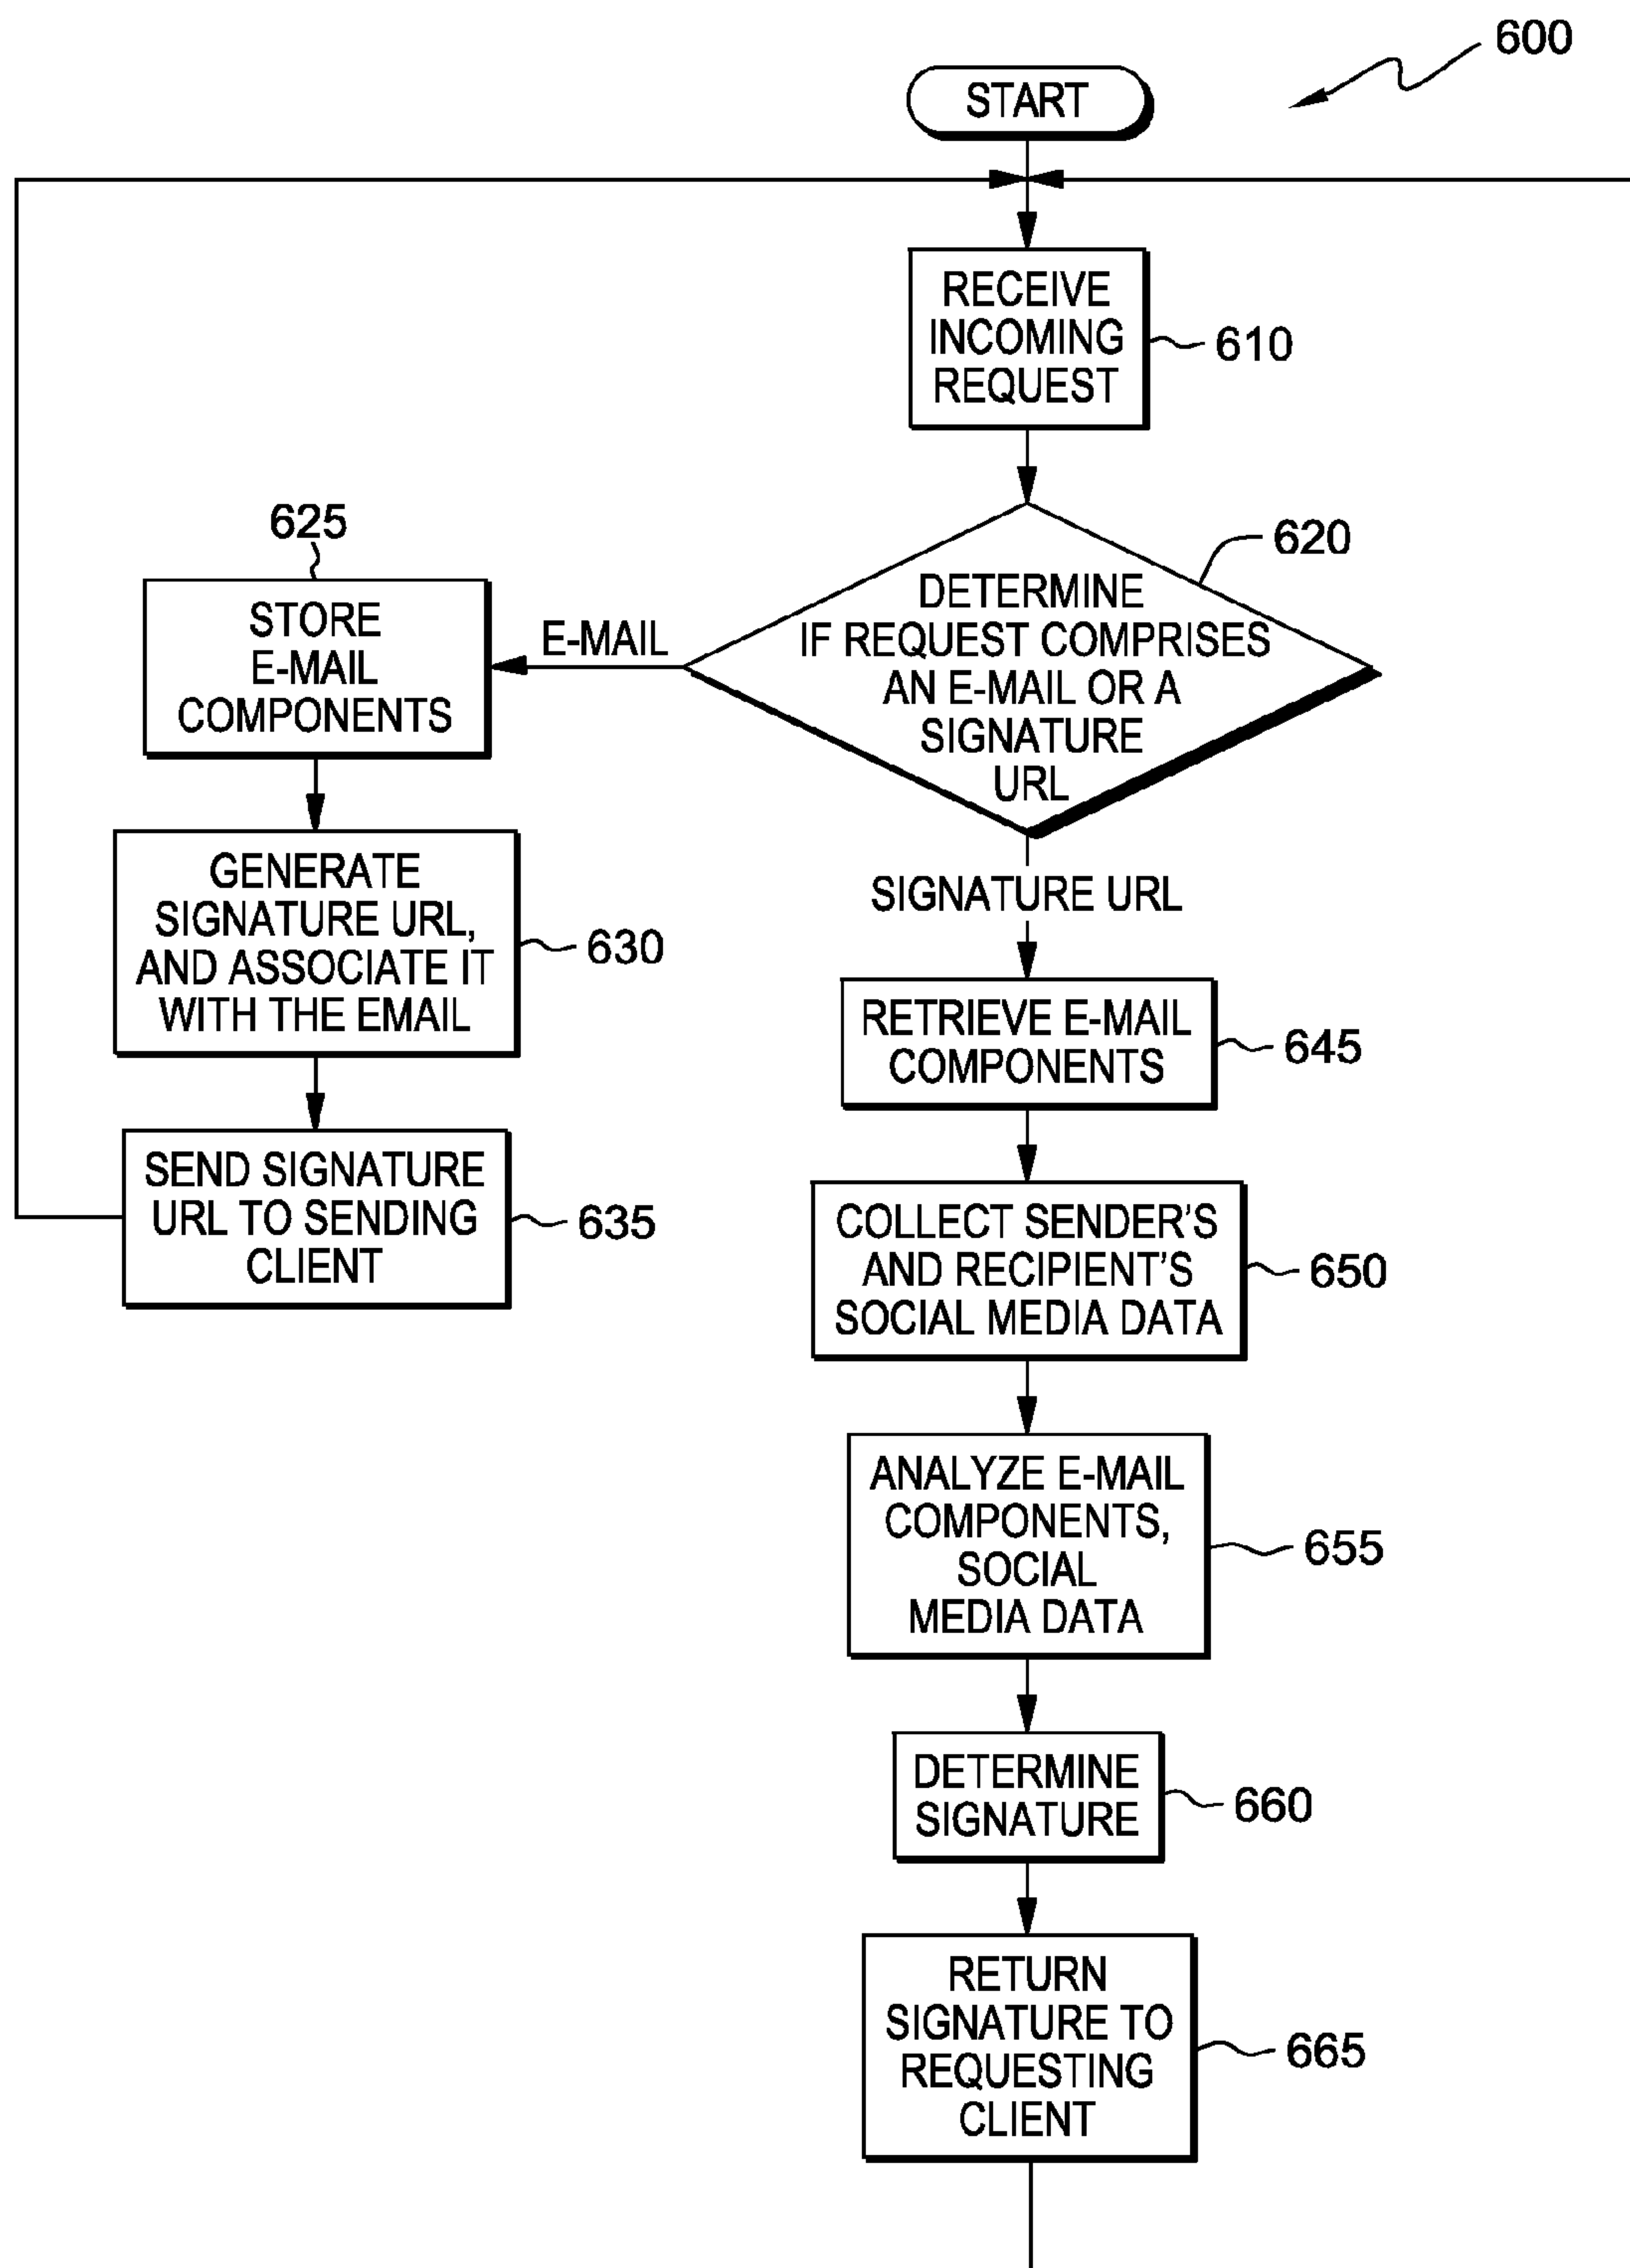 600
START
RECEIVE
INCOMING
REQUEST
610
620
DETERMINE
IF REQUEST COMPRISES
AN E-MAIL OR A
SIGNATURE
URL
E-MAIL
625
STORE
E-MAIL
COMPONENTS
GENERATE
SIGNATURE URL,
AND ASSOCIATE IT
WITH THE EMAIL
630
SEND SIGNATURE
URL TO SENDING
CLIENT
635
SIGNATURE URL
RETRIEVE E-MAIL
COMPONENTS
645
COLLECT SENDER'S
AND RECIPIENT'S
SOCIAL MEDIA DATA
650
ANALYZE E-MAIL
COMPONENTS,
SOCIAL
MEDIA DATA
655
DETERMINE
SIGNATURE
660
RETURN
SIGNATURE TO
REQUESTING
CLIENT
665